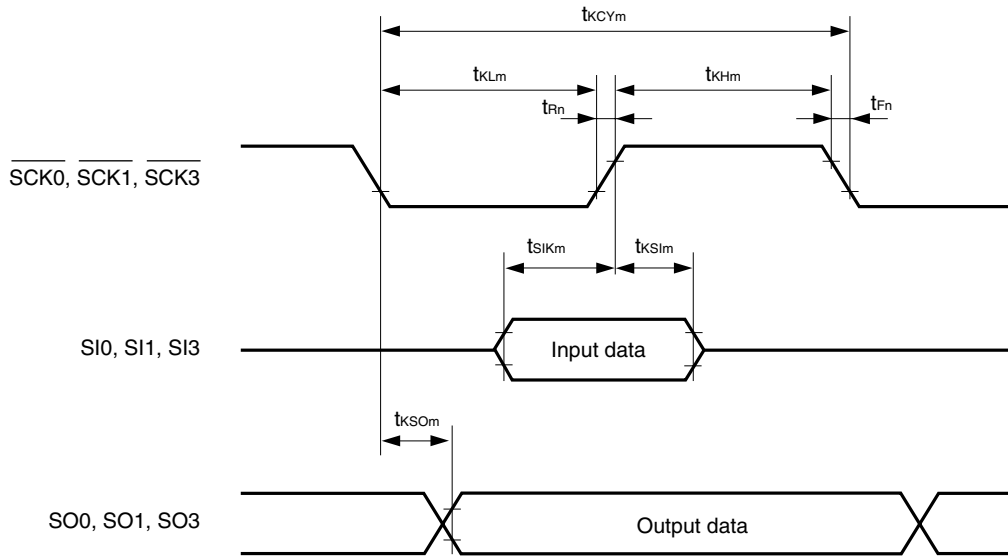 tKCYm
tKLm
tKHm
tRn
tFn
SCK0, SCK1, SCK3
tSIKm
tKSIm
SI0, SI1, SI3
Input data
tKSOm
SO0, SO1, SO3
Output data